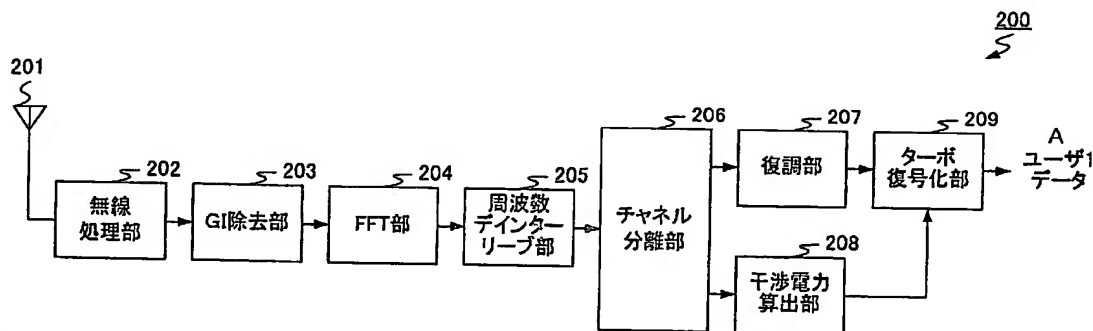 200
201
202
無線
処理部
203
GI除去部
204
FFT部
205
周波数
デインター
リーブ部
206
チャネル
分離部
207
復調部
208
干渉電力
算出部
209
ターボ
復号化部
A
ユーザ1
データ